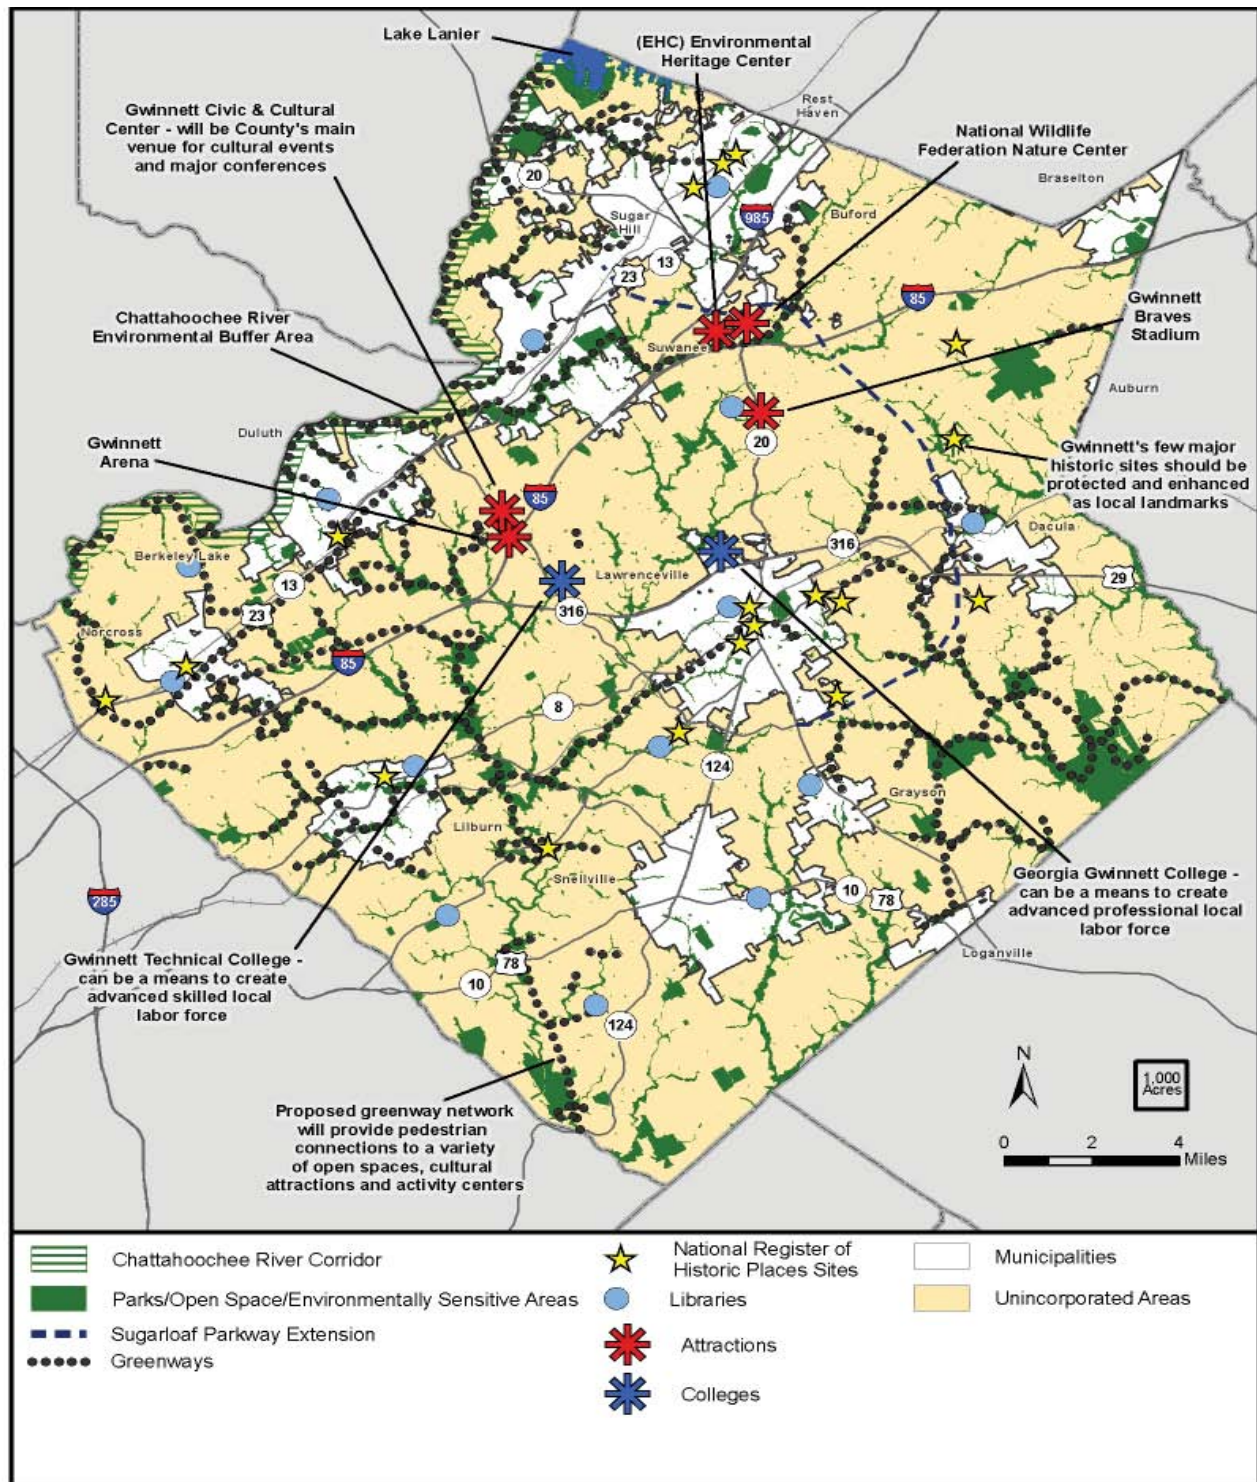 Lake Lanier
(EHC) Environmental
Heritage Center
Rest
Haven
Gwinnett Civic & Cultural
Center - will be County's main
venue for cultural events
and major conferences
National Wildlife
Federation Nature Center
Braselton
20
Sugar
Hill
985
Buford
13
23
85
Chattahoochee River
Environmental Buffer Area
Gwinnett
Braves
Stadium
Suwanee
Auburn
Duluth
20
Gwinnett
Arena
Gwinnett's few major
historic sites should be
protected and enhanced
as local landmarks
85
Dacula
316
Berkeley Lake
Lawrenceville
29
13
23
316
Norcross
85
8
124
Grayson
Lilburn
Snellville
285
10
78
Georgia Gwinnett College -
can be a means to create
advanced professional local
labor force
Loganville
Gwinnett Technical College -
can be a means to create
advanced skilled local
labor force
78
10
124
N
1,000
Acres
0 2 4
Miles
Proposed greenway network
will provide pedestrian
connections to a variety
of open spaces, cultural
attractions and activity centers
Chattahoochee River Corridor
Parks/Open Space/Environmentally Sensitive Areas
Sugarloaf Parkway Extension
Greenways
National Register of
Historic Places Sites
Libraries
Attractions
Colleges
Municipalities
Unincorporated Areas